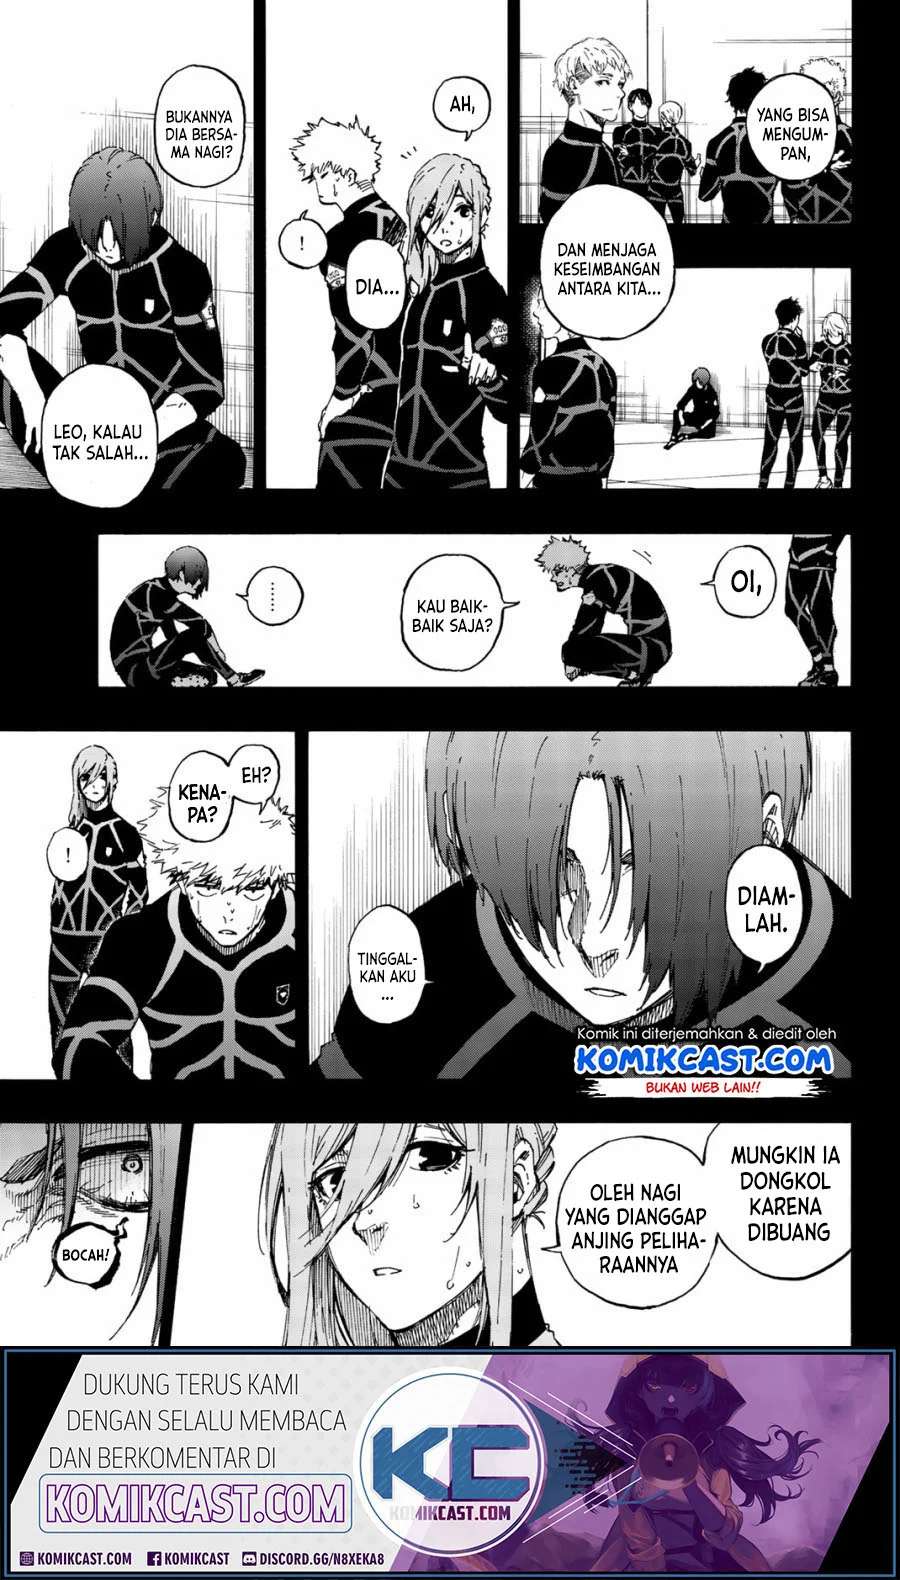 YANG BISA
MENGUM-
PAN,
DAN MENJAGA
KESEIMBANGAN
ANTARA KITA...
AH,
!
DIA...
BUKANNYA
DIA BERSA-
MA NAGI?
LEO, KALAU
TAK SALAH...
OI,
KAU BAIK-
BAIK SAJA?
.......
DIAM-
LAH.
TINGGAL-
KAN AKU
...
EH?
KENA-
PA?
!
Komik ini diterjemahkan & diedit oleh
KOMIKCAST.COM
BUKAN WEB LAIN!!
MUNGKIN IA
DONGKOL
KARENA
DIBUANG
OLEH NAGI
YANG DIANGGAP
ANJING PELIHA-
RAANNYA
BOCAH!
DUKUNG TERUS KAMI
DENGAN SELALU MEMBACA
DAN BERKOMENTAR DI
KOMIKCAST.COM
KOMIKCAST.COM KOMIKCAST DISCORD.GG/N8XEKA8
KC
KOMIKCAST.COM